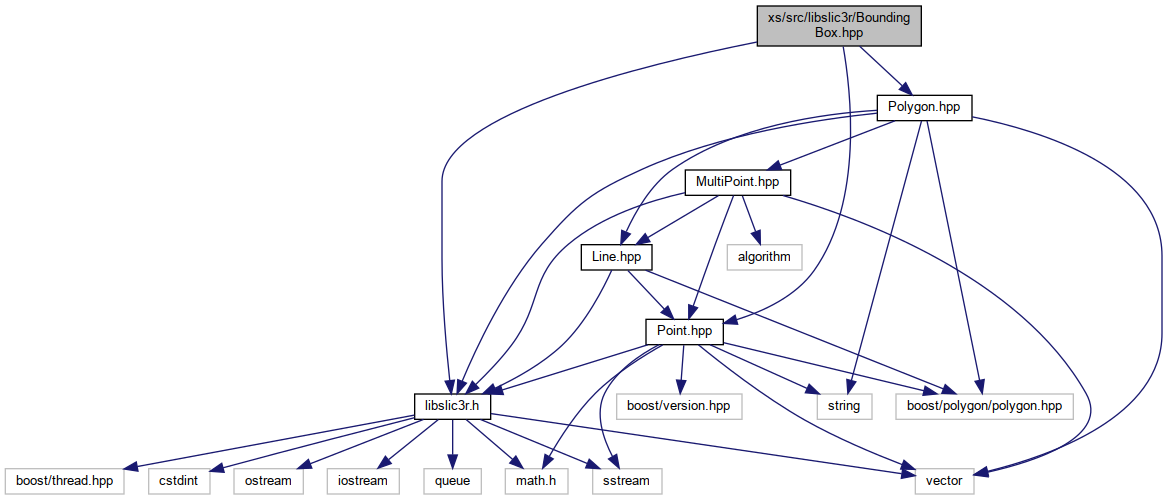 xs/src/libslic3r/Bounding
Box.hpp
Polygon.hpp
MultiPoint.hpp
Line.hpp
algorithm
Point.hpp
libslic3r.h
boost/version.hpp
string
boost/polygon/polygon.hpp
boost/thread.hpp
cstdint
ostream
iostream
queue
math.h
sstream
vector